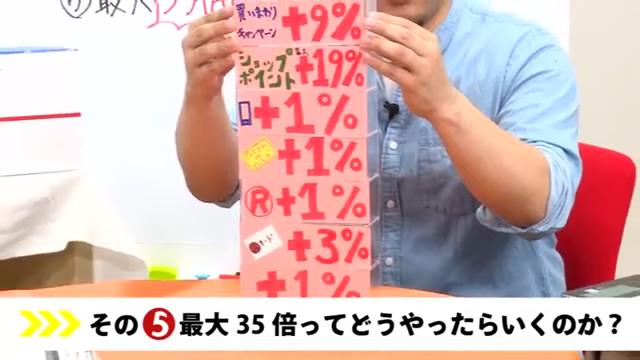 最大
買いまわり
キャンペーン +9%
ショップ
ポイント 最大 +19%
+1%
+1%
R +1%
カード +3%
+1%
その5最大35倍ってどうやったらいくのか?